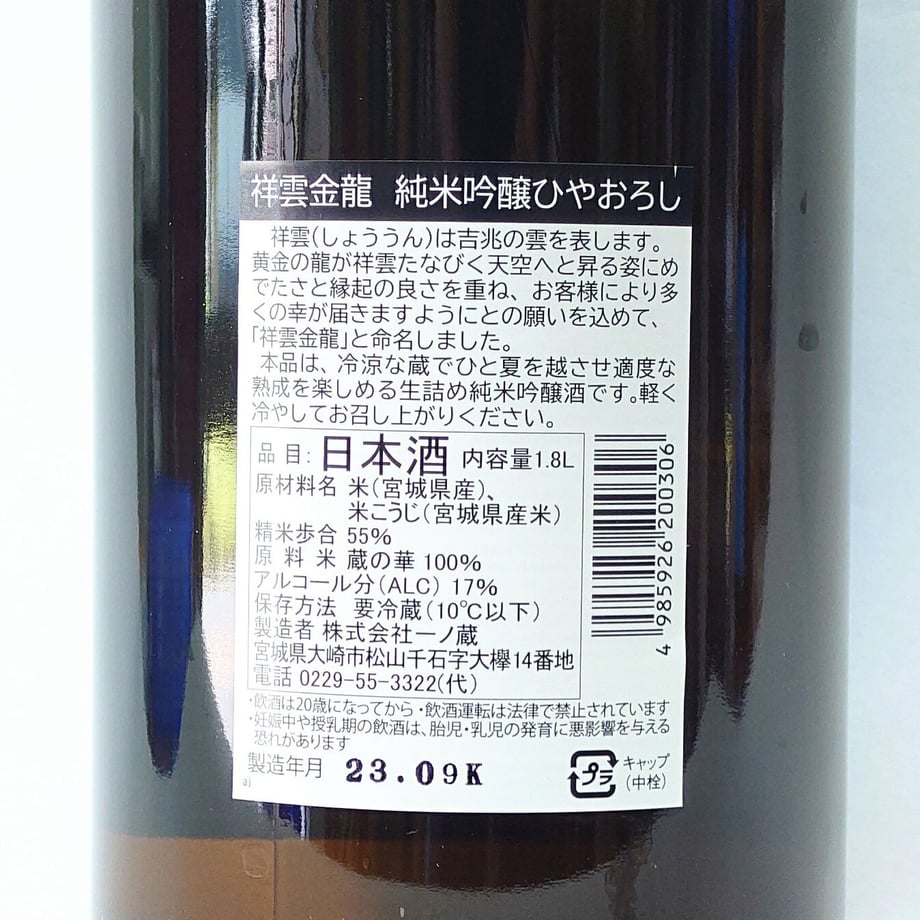 祥雲金龍 純米吟醸ひやおろし
祥雲(しょううん)は吉兆の雲を表します。
黄金の龍が祥雲たなびく天空へと昇る姿にめ
でたさと縁起の良さを重ね、お客様により多
くの幸が届きますようにとの願いを込めて、
「祥雲金龍」と命名しました。
本品は、冷涼な蔵でひと夏を越させ適度な
熟成を楽しめる生詰め純米吟醸酒です。軽く
冷やしてお召し上がりください。
品目:日本酒 内容量1.8L
原材料名 米(宮城県産)、
米こうじ(宮城県産米)
精米歩合 55%
原料米 蔵の華 100%
アルコール分(ALC) 17%
保存方法 要冷蔵(10℃以下)
製造者 株式会社一ノ蔵
宮城県大崎市松山千石字大欅14番地
電話 0229-55-3322(代)
4 985926 200306
・飲酒は20歳になってから・飲酒運転は法律で禁止されています
・妊娠中や授乳期の飲酒は、胎児・乳児の発育に悪影響を与える
恐れがあります
製造年月 23.09K
プラ キャップ
(中栓)
a)